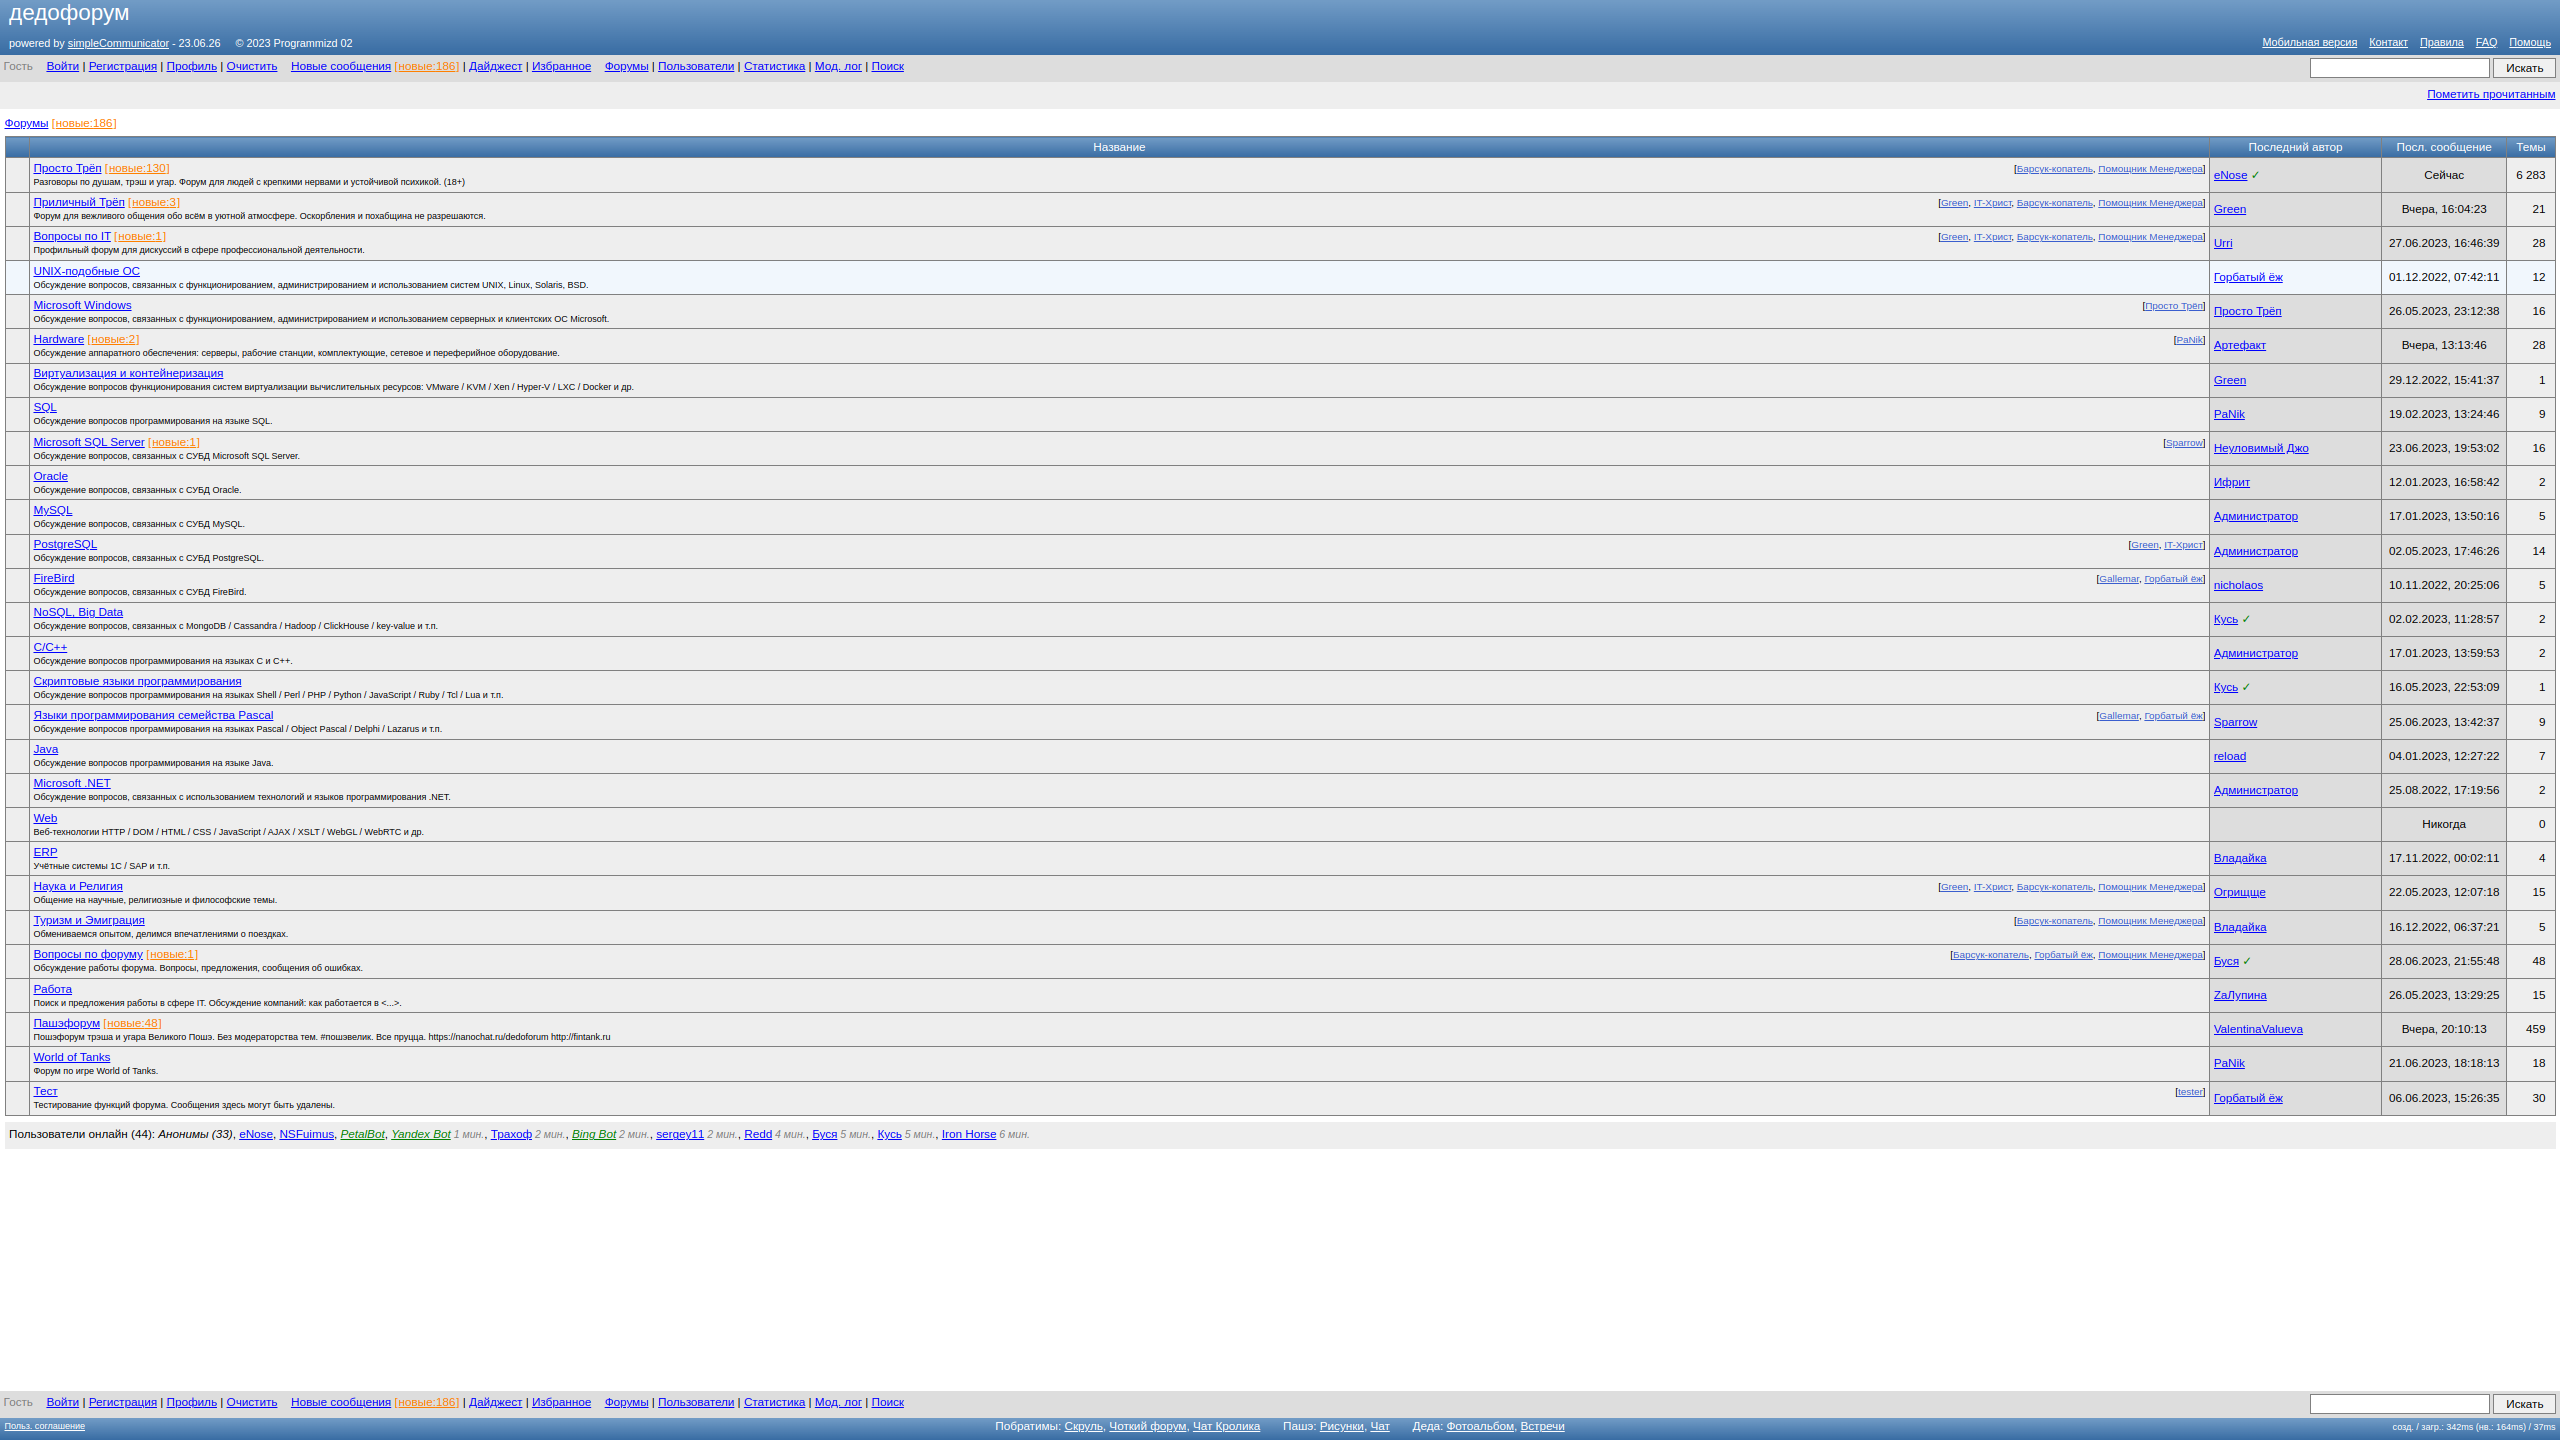 дедофорум
powered by simpleCommunicator - 23.06.26 © 2023 Programmizd 02 Мобильная версия Контакт Правила FAQ Помощь
Гость Войти | Регистрация | Профиль | Очистить Новые сообщения [новые:186] | Дайджест | Избранное Форумы | Пользователи | Статистика | Мод. лог | Поиск Искать
Пометить прочитанным
Форумы [новые:186]
Название Последний автор Посл. сообщение Темы
Просто Трёп [новые:130] [Барсук-копатель, Помощник Менеджера] eNose ✓ Сейчас 6 283
Разговоры по душам, трэш и угар. Форум для людей с крепкими нервами и устойчивой психикой. (18+)
Приличный Трёп [новые:3] [Green, IT-Христ, Барсук-копатель, Помощник Менеджера] Green Вчера, 16:04:23 21
Форум для вежливого общения обо всём в уютной атмосфере. Оскорбления и похабщина не разрешаются.
Вопросы по IT [новые:1] [Green, IT-Христ, Барсук-копатель, Помощник Менеджера] Urri 27.06.2023, 16:46:39 28
Профильный форум для дискуссий в сфере профессиональной деятельности.
UNIX-подобные ОС Горбатый ёж 01.12.2022, 07:42:11 12
Обсуждение вопросов, связанных с функционированием, администрированием и использованием систем UNIX, Linux, Solaris, BSD.
Microsoft Windows [Просто Трёп] Просто Трёп 26.05.2023, 23:12:38 16
Обсуждение вопросов, связанных с функционированием, администрированием и использованием серверных и клиентских ОС Microsoft.
Hardware [новые:2] [PaNik] Артефакт Вчера, 13:13:46 28
Обсуждение аппаратного обеспечения: серверы, рабочие станции, комплектующие, сетевое и переферийное оборудование.
Виртуализация и контейнеризация Green 29.12.2022, 15:41:37 1
Обсуждение вопросов функционирования систем виртуализации вычислительных ресурсов: VMware / KVM / Xen / Hyper-V / LXC / Docker и др.
SQL PaNik 19.02.2023, 13:24:46 9
Обсуждение вопросов программирования на языке SQL.
Microsoft SQL Server [новые:1] [Sparrow] Неуловимый Джо 23.06.2023, 19:53:02 16
Обсуждение вопросов, связанных с СУБД Microsoft SQL Server.
Oracle Ифрит 12.01.2023, 16:58:42 2
Обсуждение вопросов, связанных с СУБД Oracle.
MySQL Администратор 17.01.2023, 13:50:16 5
Обсуждение вопросов, связанных с СУБД MySQL.
PostgreSQL [Green, IT-Христ] Администратор 02.05.2023, 17:46:26 14
Обсуждение вопросов, связанных с СУБД PostgreSQL.
FireBird [Gallemar, Горбатый ёж] nicholaos 10.11.2022, 20:25:06 5
Обсуждение вопросов, связанных с СУБД FireBird.
NoSQL, Big Data Кусь ✓ 02.02.2023, 11:28:57 2
Обсуждение вопросов, связанных с MongoDB / Cassandra / Hadoop / ClickHouse / key-value и т.п.
C/C++ Администратор 17.01.2023, 13:59:53 2
Обсуждение вопросов программирования на языках C и C++.
Скриптовые языки программирования Кусь ✓ 16.05.2023, 22:53:09 1
Обсуждение вопросов программирования на языках Shell / Perl / PHP / Python / JavaScript / Ruby / Tcl / Lua и т.п.
Языки программирования семейства Pascal [Gallemar, Горбатый ёж] Sparrow 25.06.2023, 13:42:37 9
Обсуждение вопросов программирования на языках Pascal / Object Pascal / Delphi / Lazarus и т.п.
Java reload 04.01.2023, 12:27:22 7
Обсуждение вопросов программирования на языке Java.
Microsoft .NET Администратор 25.08.2022, 17:19:56 2
Обсуждение вопросов, связанных с использованием технологий и языков программирования .NET.
Web Никогда 0
Веб-технологии HTTP / DOM / HTML / CSS / JavaScript / AJAX / XSLT / WebGL / WebRTC и др.
ERP Владайка 17.11.2022, 00:02:11 4
Учётные системы 1С / SAP и т.п.
Наука и Религия [Green, IT-Христ, Барсук-копатель, Помощник Менеджера] Огрищще 22.05.2023, 12:07:18 15
Общение на научные, религиозные и философские темы.
Туризм и Эмиграция [Барсук-копатель, Помощник Менеджера] Владайка 16.12.2022, 06:37:21 5
Обмениваемся опытом, делимся впечатлениями о поездках.
Вопросы по форуму [новые:1] [Барсук-копатель, Горбатый ёж, Помощник Менеджера] Буся ✓ 28.06.2023, 21:55:48 48
Обсуждение работы форума. Вопросы, предложения, сообщения об ошибках.
Работа ZaЛупина 26.05.2023, 13:29:25 15
Поиск и предложения работы в сфере IT. Обсуждение компаний: как работается в <...>.
Пашэфорум [новые:48] ValentinaValueva Вчера, 20:10:13 459
Пошэфорум трэша и угара Великого Пошэ. Без модераторства тем. #пошэвелик. Все пруцца. https://nanochat.ru/dedoforum http://fintank.ru
World of Tanks PaNik 21.06.2023, 18:18:13 18
Форум по игре World of Tanks.
Тест [tester] Горбатый ёж 06.06.2023, 15:26:35 30
Тестирование функций форума. Сообщения здесь могут быть удалены.
Пользователи онлайн (44): Анонимы (33), eNose, NSFuimus, PetalBot, Yandex Bot 1 мин., Трахоф 2 мин., Bing Bot 2 мин., sergey11 2 мин., Redd 4 мин., Буся 5 мин., Кусь 5 мин., Iron Horse 6 мин.
Гость Войти | Регистрация | Профиль | Очистить Новые сообщения [новые:186] | Дайджест | Избранное Форумы | Пользователи | Статистика | Мод. лог | Поиск Искать
Польз. соглашение Побратимы: Скруль, Чоткий форум, Чат Кролика Пашэ: Рисунки, Чат Деда: Фотоальбом, Встречи созд. / загр.: 342ms (нв.: 164ms) / 37ms